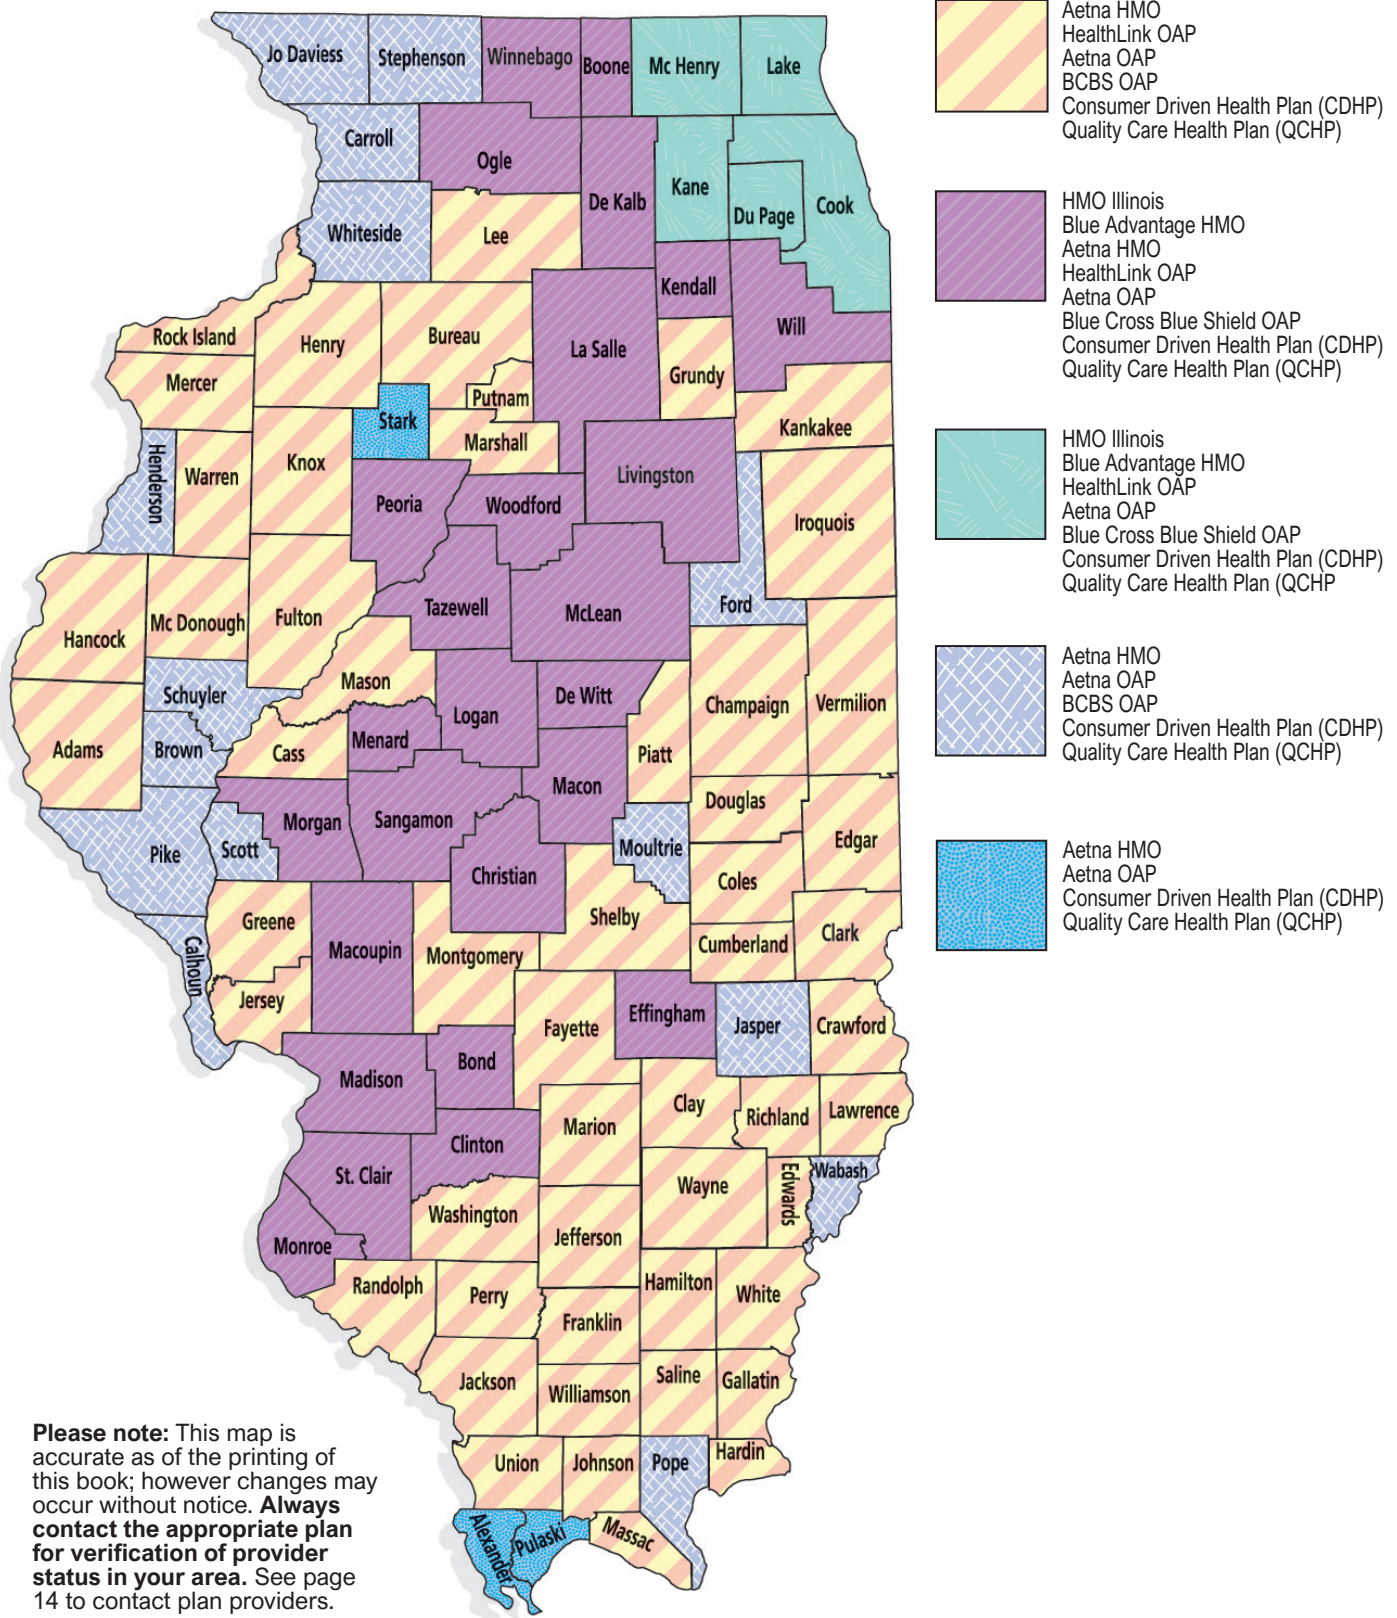 Jo Daviess
Stephenson
Winnebago
Boone
Mc Henry
Lake
Carroll
Ogle
De Kalb
Kane
Du Page
Cook
Whiteside
Lee
Kendall
Will
Rock Island
Henry
Bureau
La Salle
Grundy
Mercer
Putnam
Kankakee
Stark
Marshall
Henderson
Warren
Knox
Peoria
Woodford
Livingston
Iroquois
Ford
Hancock
Mc Donough
Fulton
Tazewell
McLean
Schuyler
Mason
Logan
De Witt
Champaign
Vermilion
Adams
Brown
Cass
Menard
Piatt
Macon
Douglas
Edgar
Pike
Scott
Morgan
Sangamon
Christian
Moultrie
Coles
Shelby
Greene
Macoupin
Montgomery
Cumberland
Clark
Calhoun
Jersey
Fayette
Effingham
Jasper
Crawford
Madison
Bond
Clay
Richland
Lawrence
Marion
Clinton
St. Clair
Wayne
Edwards
Wabash
Washington
Monroe
Jefferson
Randolph
Perry
Hamilton
White
Franklin
Jackson
Williamson
Saline
Gallatin
Union
Johnson
Pope
Hardin
Alexander
Pulaski
Massac
Aetna HMO
HealthLink OAP
Aetna OAP
BCBS OAP
Consumer Driven Health Plan (CDHP)
Quality Care Health Plan (QCHP)
HMO Illinois
Blue Advantage HMO
Aetna HMO
HealthLink OAP
Aetna OAP
Blue Cross Blue Shield OAP
Consumer Driven Health Plan (CDHP)
Quality Care Health Plan (QCHP)
HMO Illinois
Blue Advantage HMO
HealthLink OAP
Aetna OAP
Blue Cross Blue Shield OAP
Consumer Driven Health Plan (CDHP)
Quality Care Health Plan (QCHP
Aetna HMO
Aetna OAP
BCBS OAP
Consumer Driven Health Plan (CDHP)
Quality Care Health Plan (QCHP)
Aetna HMO
Aetna OAP
Consumer Driven Health Plan (CDHP)
Quality Care Health Plan (QCHP)
Please note: This map is
accurate as of the printing of
this book; however changes may
occur without notice. Always
contact the appropriate plan
for verification of provider
status in your area. See page
14 to contact plan providers.